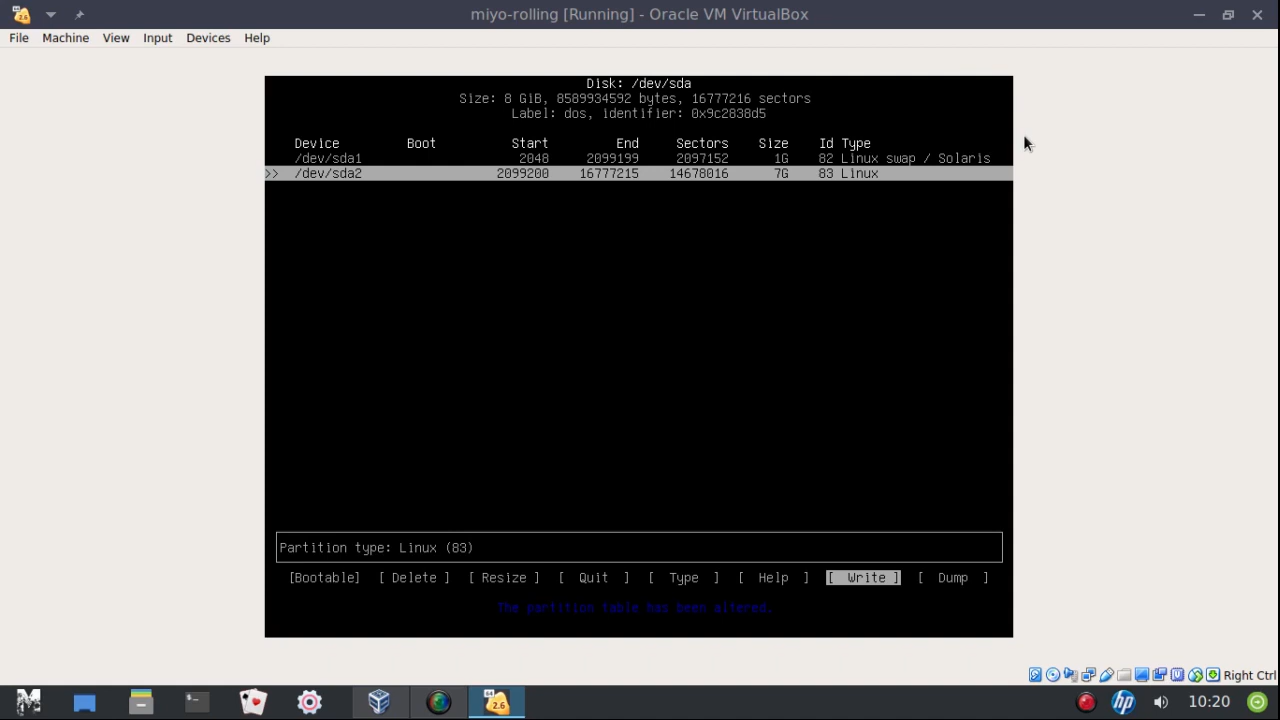 miyo-rolling [Running] - Oracle VM VirtualBox
File Machine View Input Devices Help
Disk: /dev/sda
Size: 8 GiB, 8589934592 bytes, 16777216 sectors
Label: dos, identifier: 0x9c2838d5
Device Boot Start End Sectors Size Id Type
/dev/sda1 2048 2099199 2097152 1G 82 Linux swap / Solaris
>> /dev/sda2 2099200 16777215 14678016 7G 83 Linux
Partition type: Linux (83)
[Bootable] [ Delete ] [ Resize ] [ Quit ] [ Type ] [ Help ] [ Write ] [ Dump ]
The partition table has been altered.
Right Ctrl
10:20